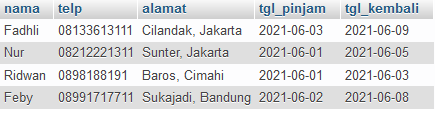 nama telp alamat tgl_pinjam tgl_kembali
Fadhli 08133613111 Cilandak, Jakarta 2021-06-03 2021-06-09
Nur 08212221311 Sunter, Jakarta 2021-06-01 2021-06-05
Ridwan 0898188191 Baros, Cimahi 2021-06-01 2021-06-03
Feby 08991717711 Sukajadi, Bandung 2021-06-02 2021-06-08